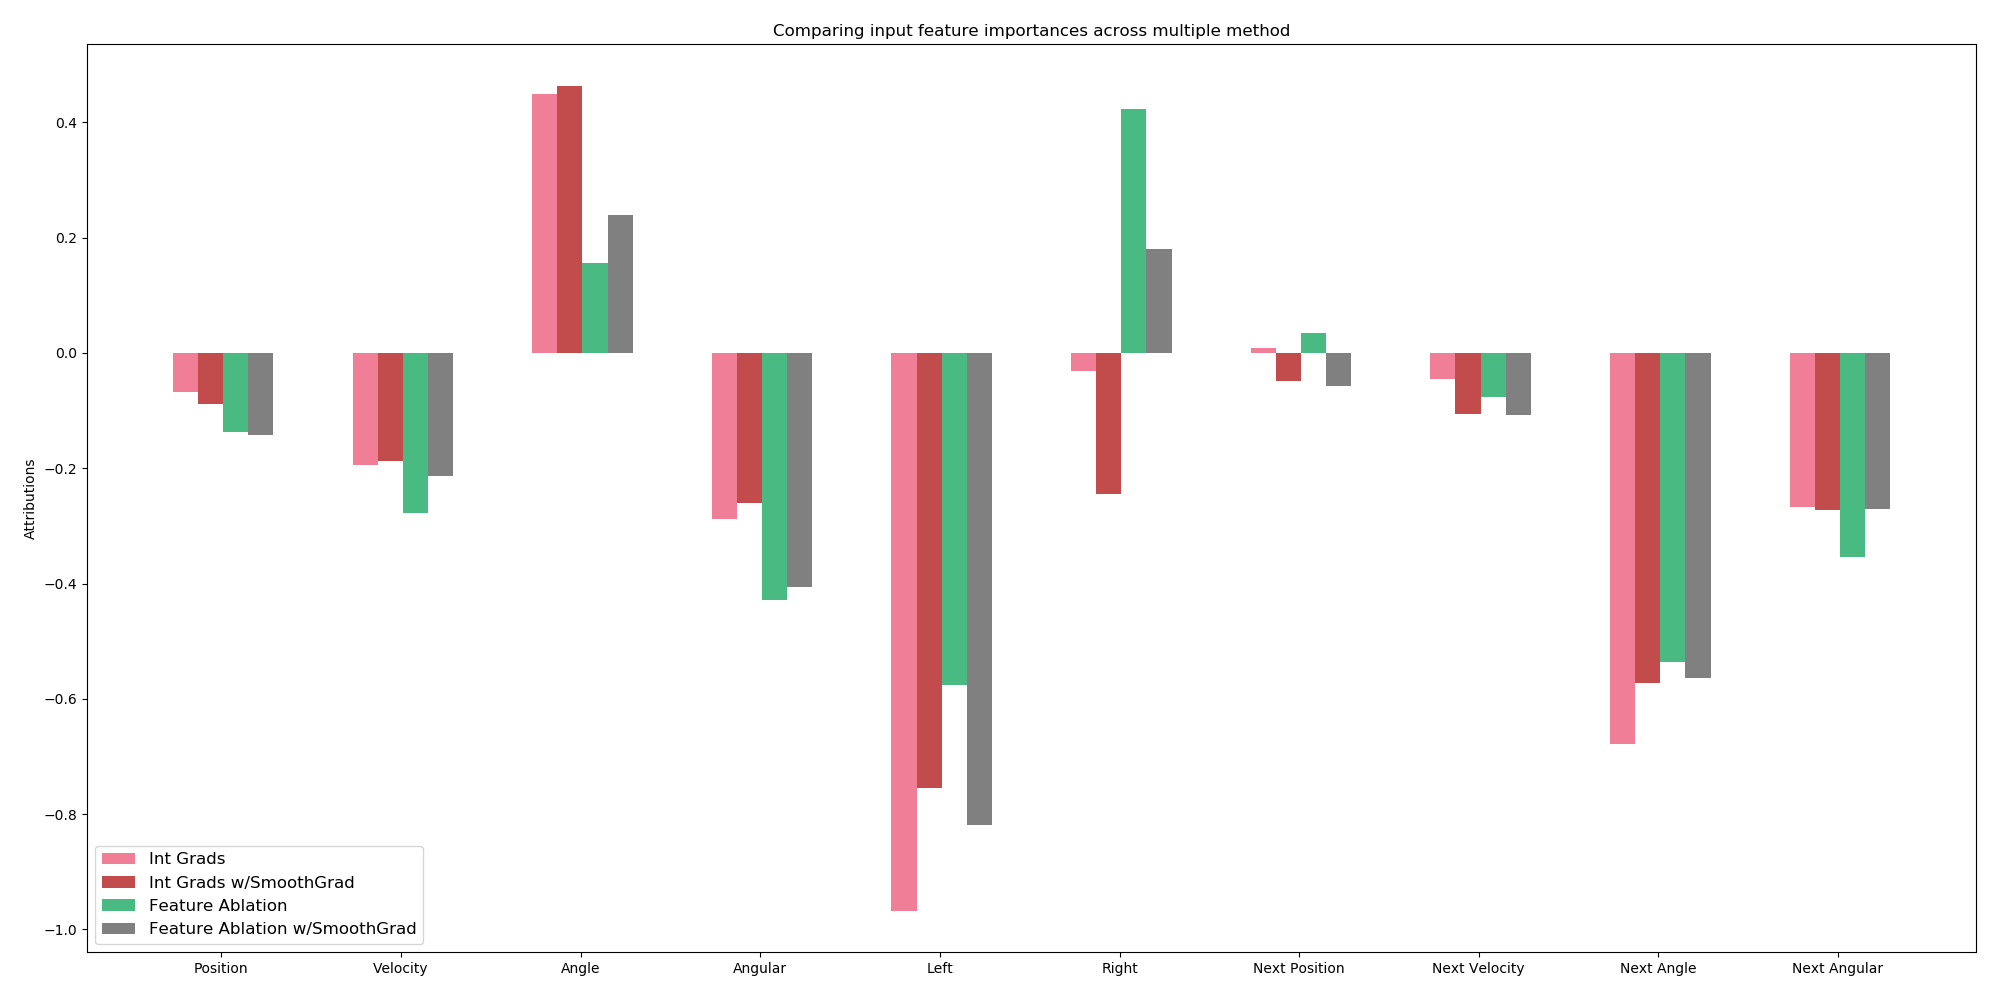 Comparing input feature importances across multiple method
Attributions
0.4
0.2
0.0
−0.2
−0.4
−0.6
−0.8
−1.0
Int Grads
Int Grads w/SmoothGrad
Feature Ablation
Feature Ablation w/SmoothGrad
Position Velocity Angle Angular Left Right Next Position Next Velocity Next Angle Next Angular